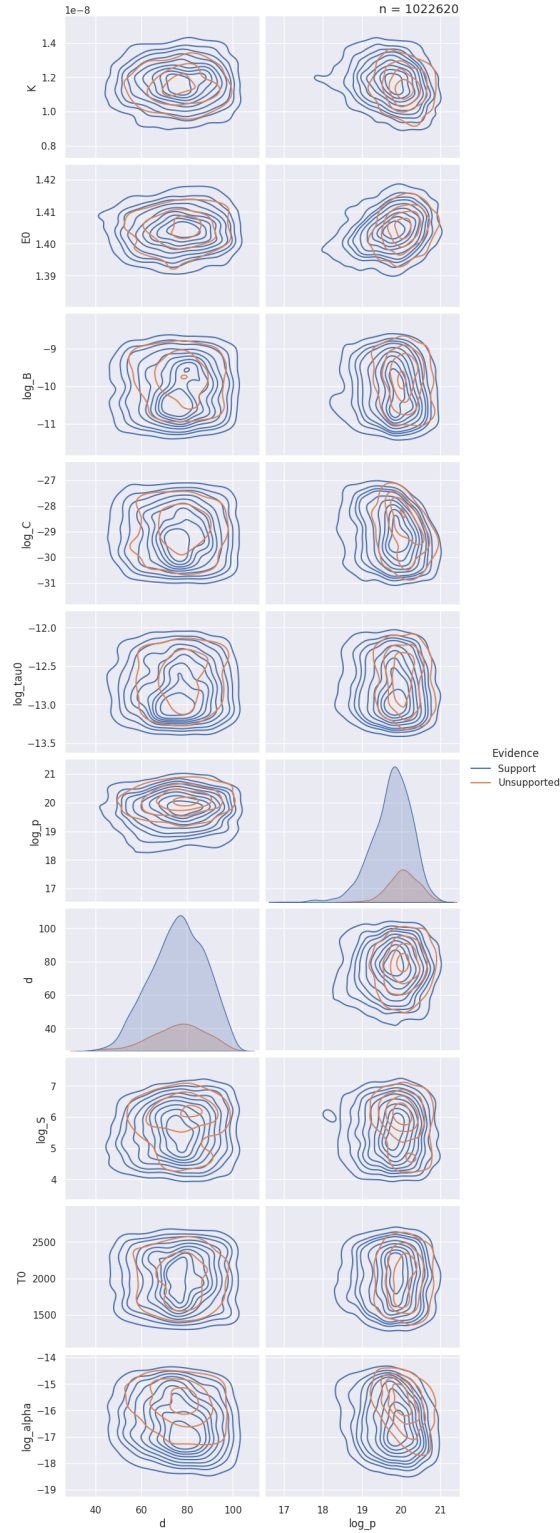 1e−8
n = 1022620
1.4
1.2
1.0
0.8
K
1.42
1.41
1.40
1.39
E0
−9
−10
−11
log_B
−27
−28
−29
−30
−31
log_C
−12.0
−12.5
−13.0
−13.5
log_tau0
Evidence
Support
Unsupported
21
20
19
18
17
log_p
100
80
60
40
d
7
6
5
4
log_S
2500
2000
1500
T0
−14
−15
−16
−17
−18
−19
log_alpha
40 60 80 100 17 18 19 20 21
d log_p